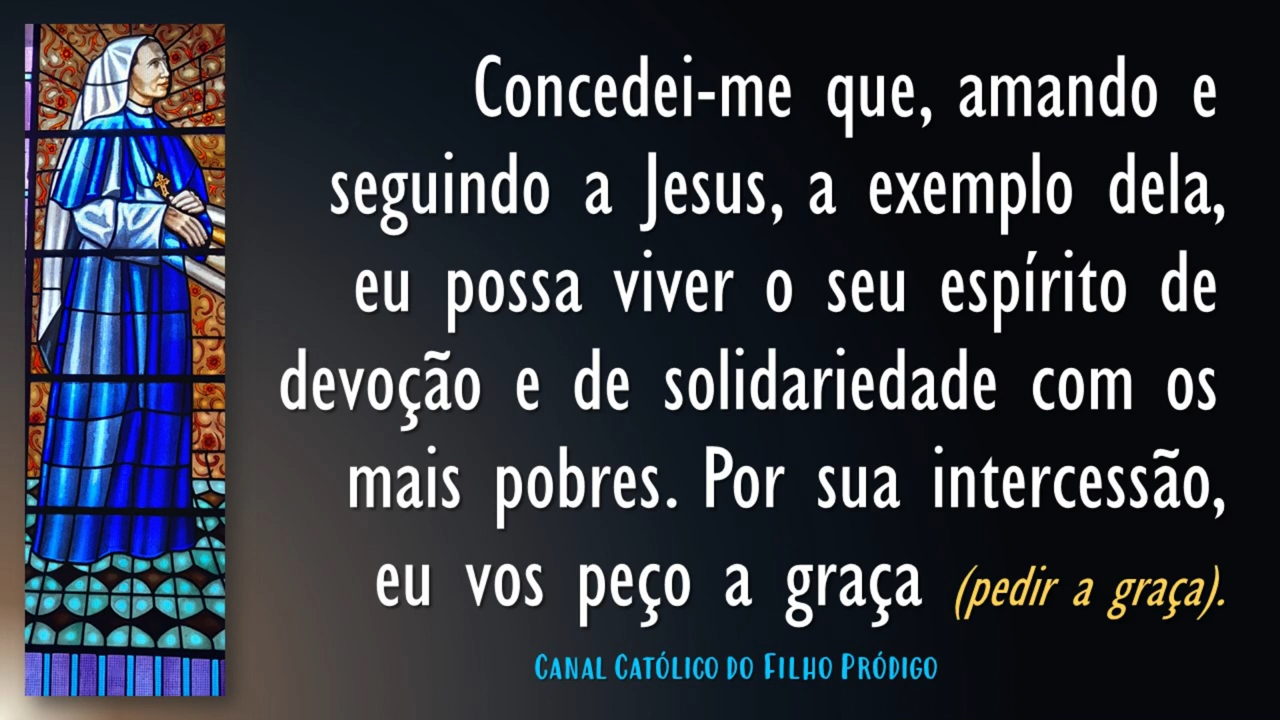 Concedei-me que, amando e
seguindo a Jesus, a exemplo dela,
eu possa viver o seu espírito de
devoção e de solidariedade com os
mais pobres. Por sua intercessão,
eu vos peço a graça (pedir a graça).
Canal Católico do Filho Pródigo